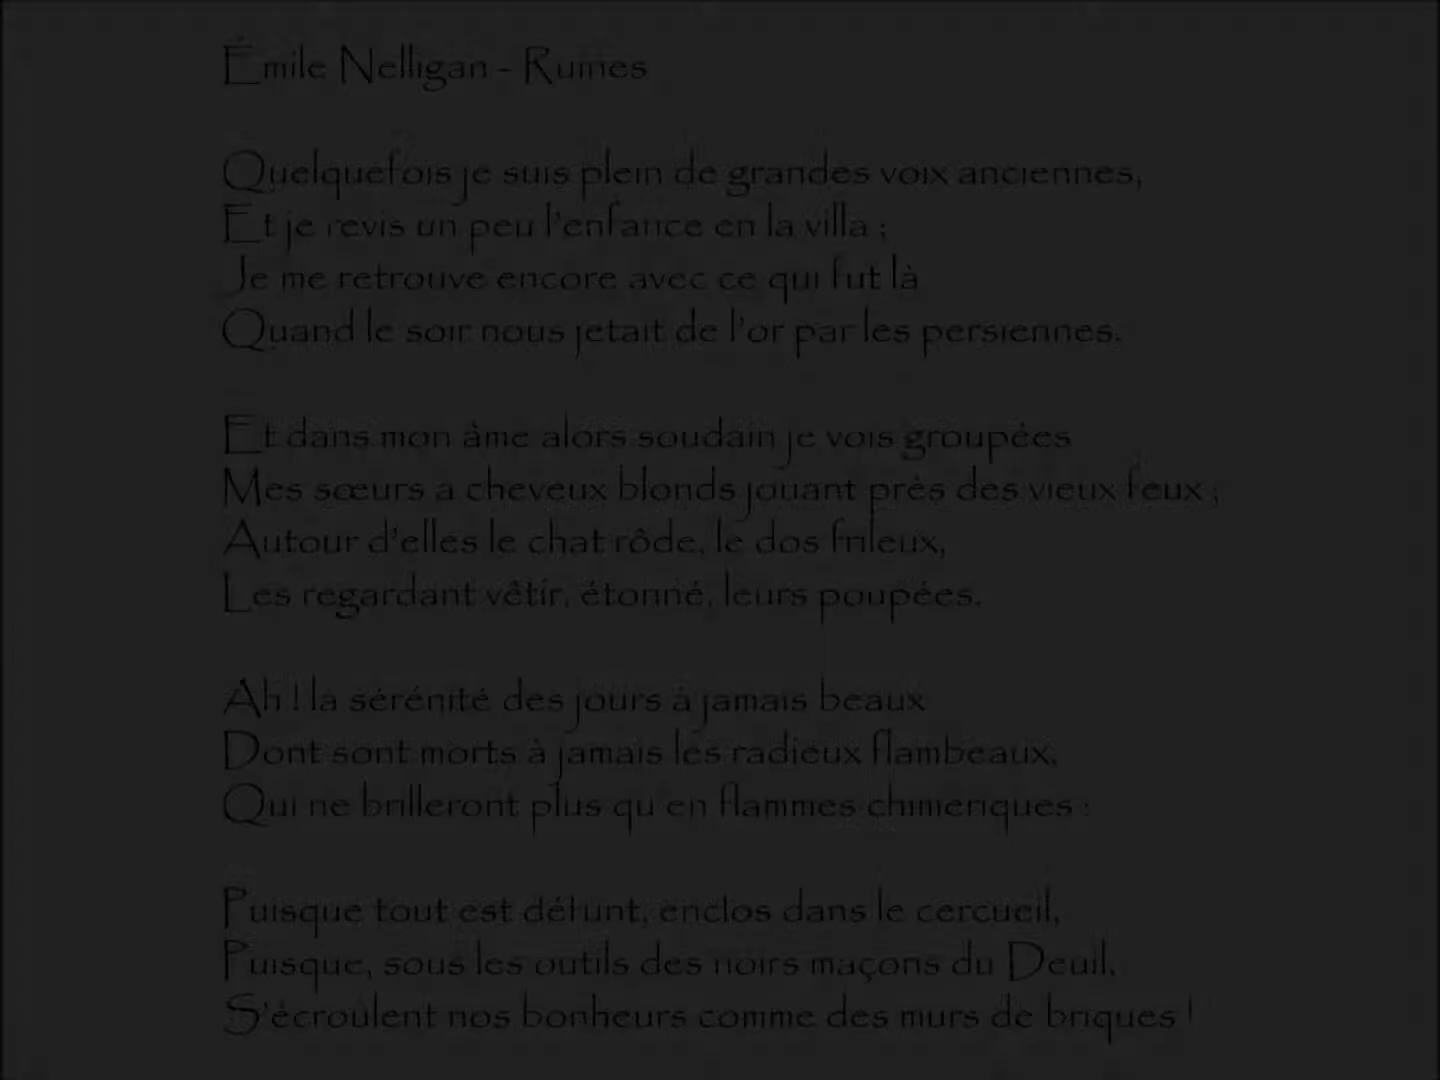 Émile Nelligan - Ruines
Quelquefois je suis plein de grandes voix anciennes,
Et je revis un peu l'enfance en la villa ;
Je me retrouve encore avec ce qui fut là
Quand le soir nous jetait de l'or par les persiennes.
Et dans mon âme alors soudain je vois groupées
Mes sœurs a cheveux blonds jouant près des vieux feux ;
Autour d'elles le chat rôde, le dos frileux,
Les regardant vêtir, étonné, leurs poupées.
Ah ! la sérénité des jours à jamais beaux
Dont sont morts à jamais les radieux flambeaux,
Qui ne brilleront plus qu'en flammes chimeriques :
Puisque tout est défunt, enclos dans le cercueil,
Puisque, sous les outils des noirs maçons du Deuil,
S'écroulent nos bonheurs comme des murs de briques !